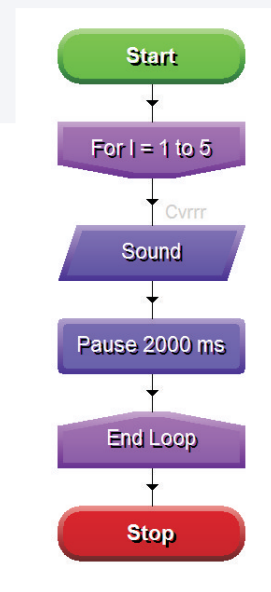 Start
For I = 1 to 5
Cvrrr
Sound
Pause 2000 ms
End Loop
Stop